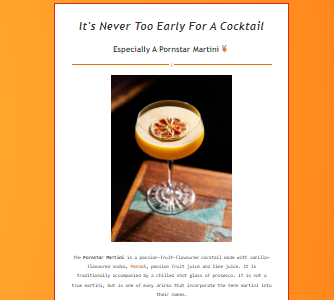 It's Never Too Early For A Cocktail
Especially A Pornstar Martini 🍹
The Pornstar Martini is a passion-fruit-flavoured cocktail made with vanilla-
flavoured vodka, Passoã, passion fruit juice and lime juice. It is
traditionally accompanied by a chilled shot glass of prosecco. It is not a
true martini, but is one of many drinks that incorporate the term martini into
their names.